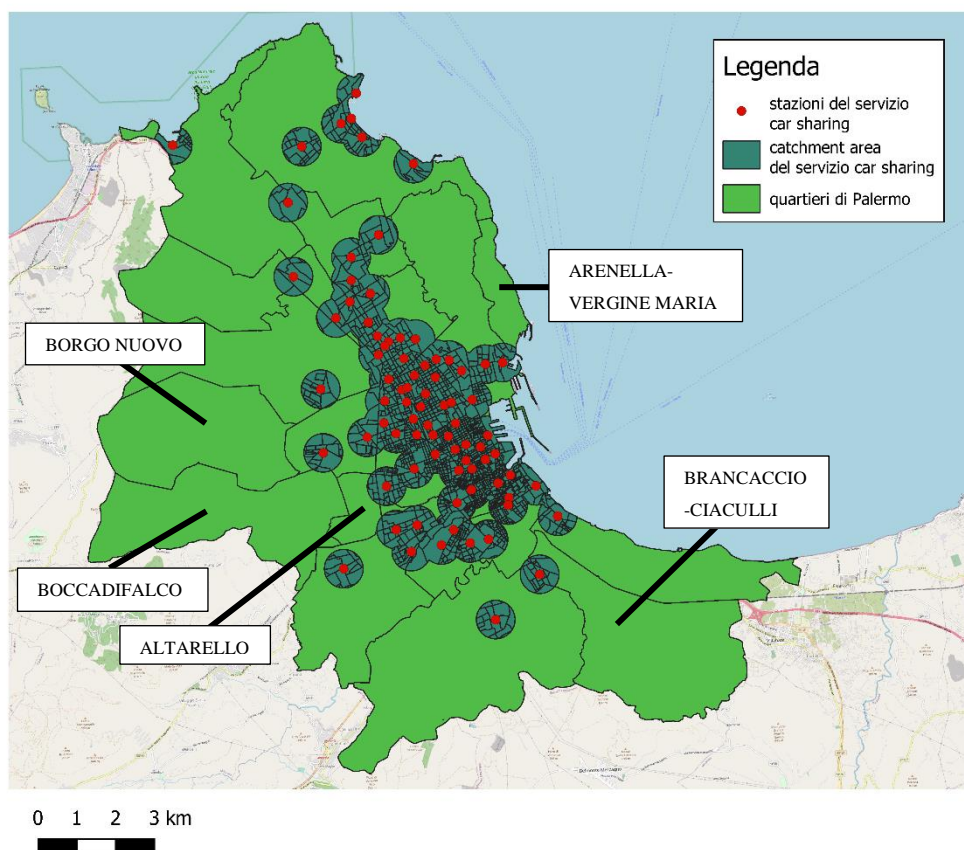 Legenda
stazioni del servizio
car sharing
catchment area
del servizio car sharing
quartieri di Palermo
ARENELLA-
VERGINE MARIA
BORGO NUOVO
BRANCACCIO
-CIACULLI
BOCCADIFALCO
ALTARELLO
0 1 2 3 km